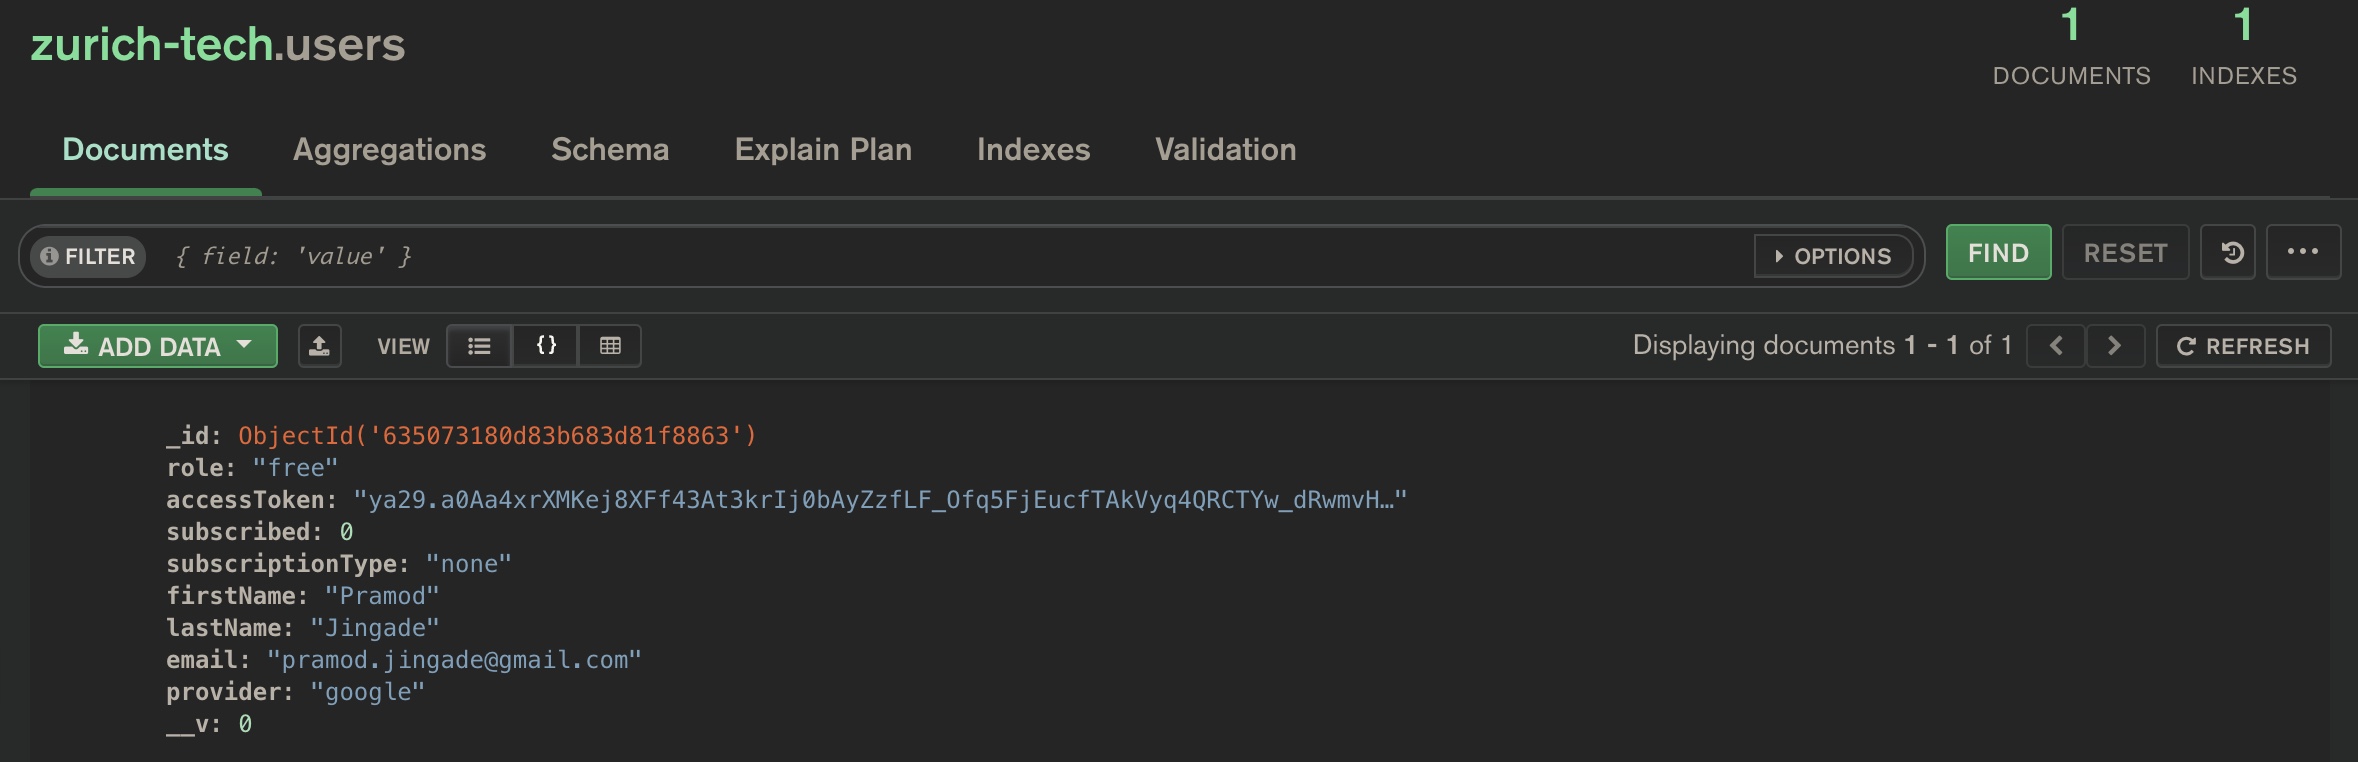 zurich-tech.users
1 DOCUMENTS
1 INDEXES
Documents Aggregations Schema Explain Plan Indexes Validation
FILTER { field: 'value' } OPTIONS FIND RESET ...
ADD DATA VIEW {} Displaying documents 1 - 1 of 1 REFRESH
_id: ObjectId('635073180d83b683d81f8863')
role: "free"
accessToken: "ya29.a0Aa4xrXMKej8XFf43At3krIj0bAyZzfLF_Ofq5FjEucfTAkVyq4QRCTYw_dRwmvH…"
subscribed: 0
subscriptionType: "none"
firstName: "Pramod"
lastName: "Jingade"
email: "pramod.jingade@gmail.com"
provider: "google"
__v: 0